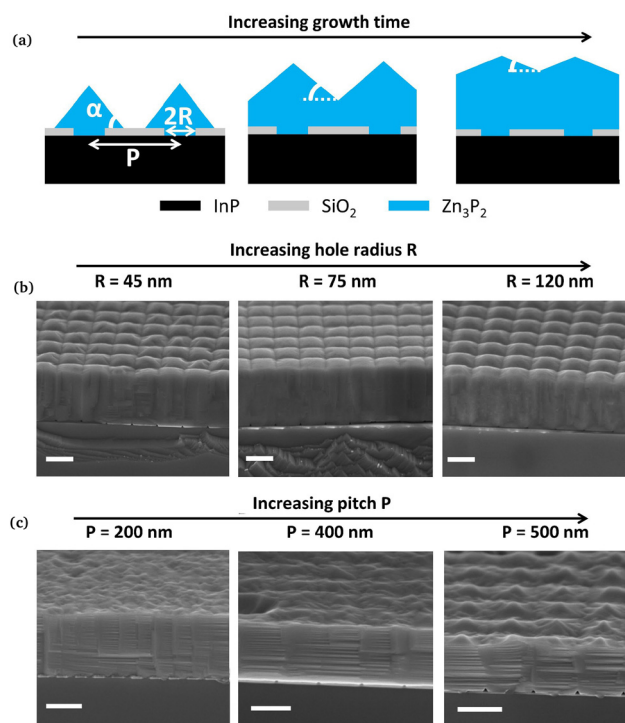 Increasing growth time
(a)
α
2R
P
InP
SiO₂
Zn₃P₂
Increasing hole radius R
R = 45 nm
R = 75 nm
R = 120 nm
(b)
Increasing pitch P
(c)
P = 200 nm
P = 400 nm
P = 500 nm